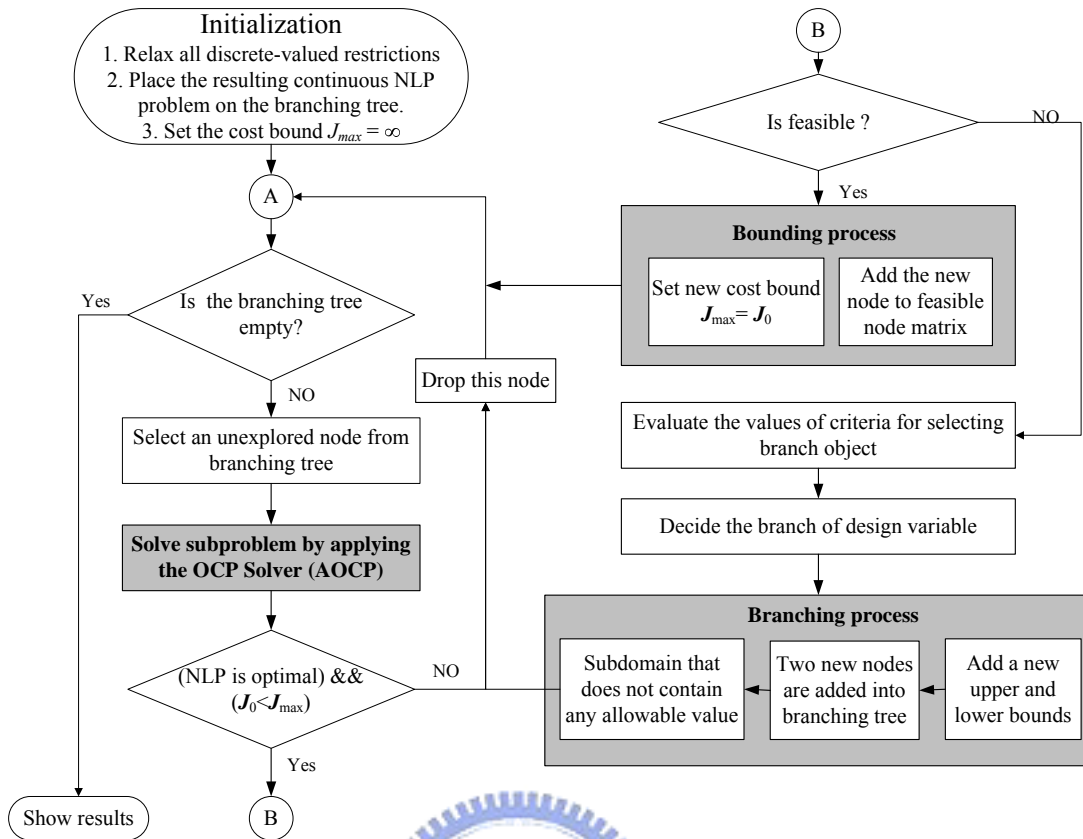 Initialization
1. Relax all discrete-valued restrictions
2. Place the resulting continuous NLP
problem on the branching tree.
3. Set the cost bound Jmax = ∞
A
Is the branching tree
empty?
Yes
NO
Select an unexplored node from
branching tree
Solve subproblem by applying
the OCP Solver (AOCP)
(NLP is optimal) &&
(J0<Jmax)
NO
Yes
Show results
B
Drop this node
B
Is feasible ?
NO
Yes
Bounding process
Set new cost bound
Jmax= J0
Add the new
node to feasible
node matrix
Evaluate the values of criteria for selecting
branch object
Decide the branch of design variable
Branching process
Subdomain that
does not contain
any allowable value
Two new nodes
are added into
branching tree
Add a new
upper and
lower bounds